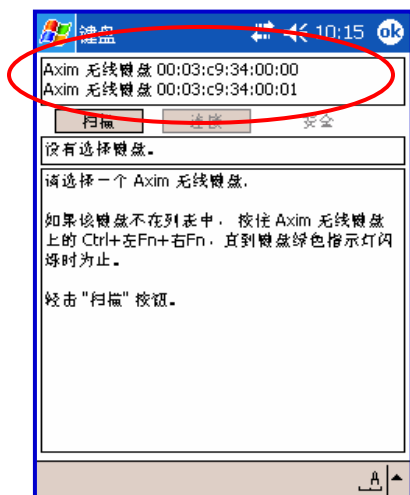 键盘 10:15 ok
Axim 无线键盘 00:03:c9:34:00:00
Axim 无线键盘 00:03:c9:34:00:01
扫描 连接 安全
没有选择键盘。
请选择一个 Axim 无线键盘.
如果该键盘不在列表中， 按住 Axim 无线键盘
上的 Ctrl+左Fn+右Fn， 直到键盘绿色指示灯闪
烁时为止。
轻击 "扫描" 按钮。
A